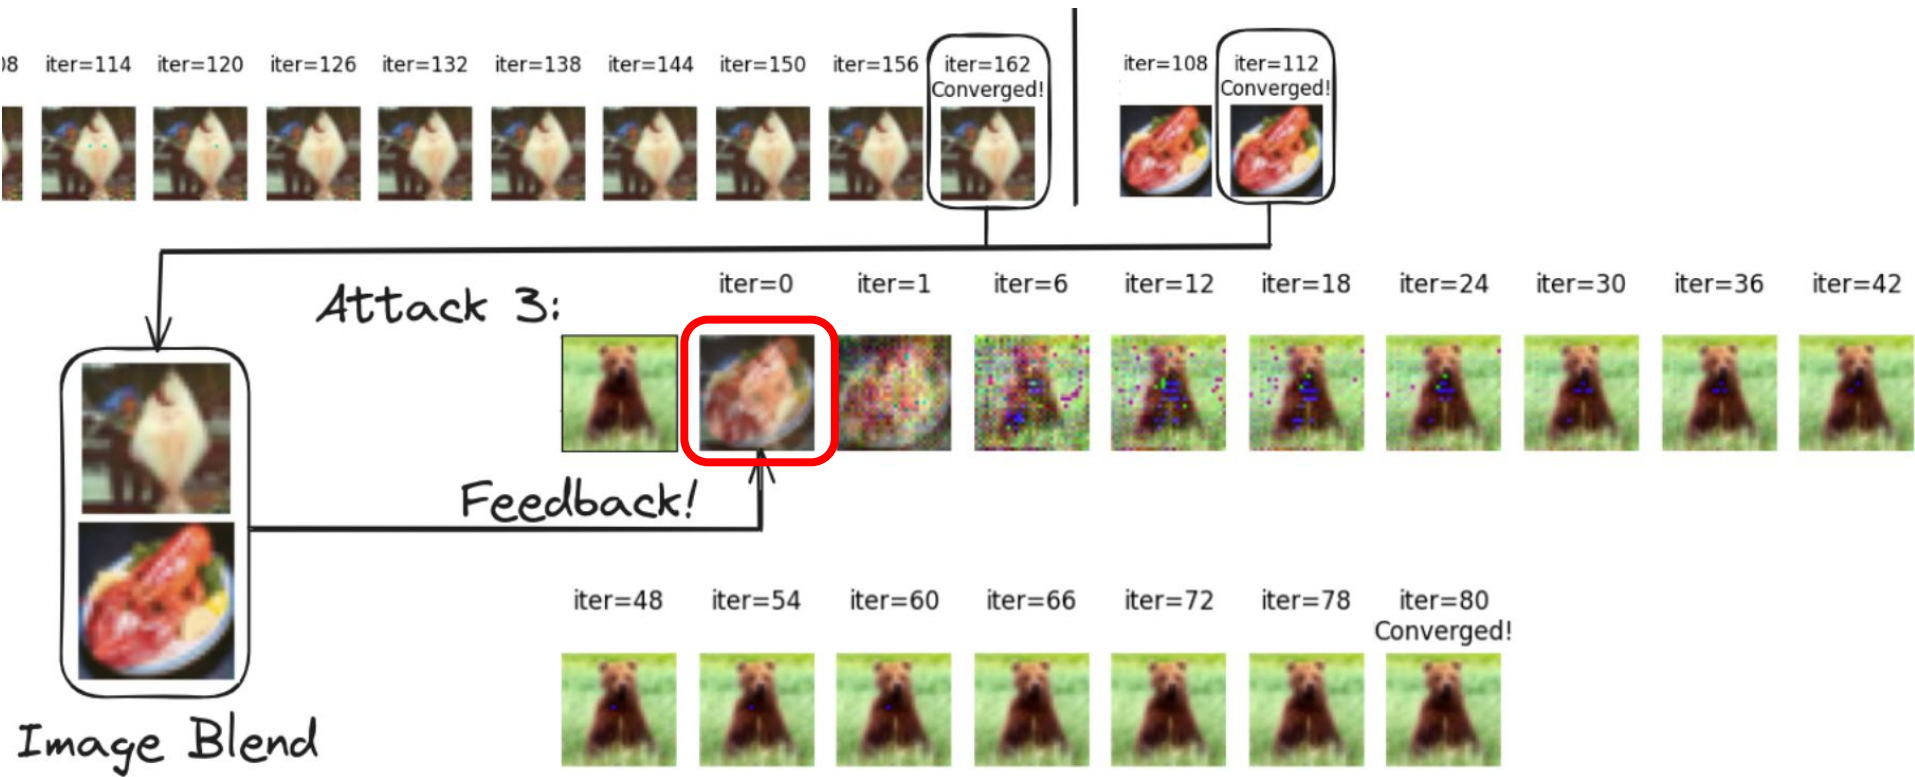 08 iter=114 iter=120 iter=126 iter=132 iter=138 iter=144 iter=150 iter=156 iter=162 iter=108 iter=112
Converged! Converged!
Attack 3:
iter=0 iter=1 iter=6 iter=12 iter=18 iter=24 iter=30 iter=36 iter=42
Feedback!
iter=48 iter=54 iter=60 iter=66 iter=72 iter=78 iter=80
Converged!
Image Blend